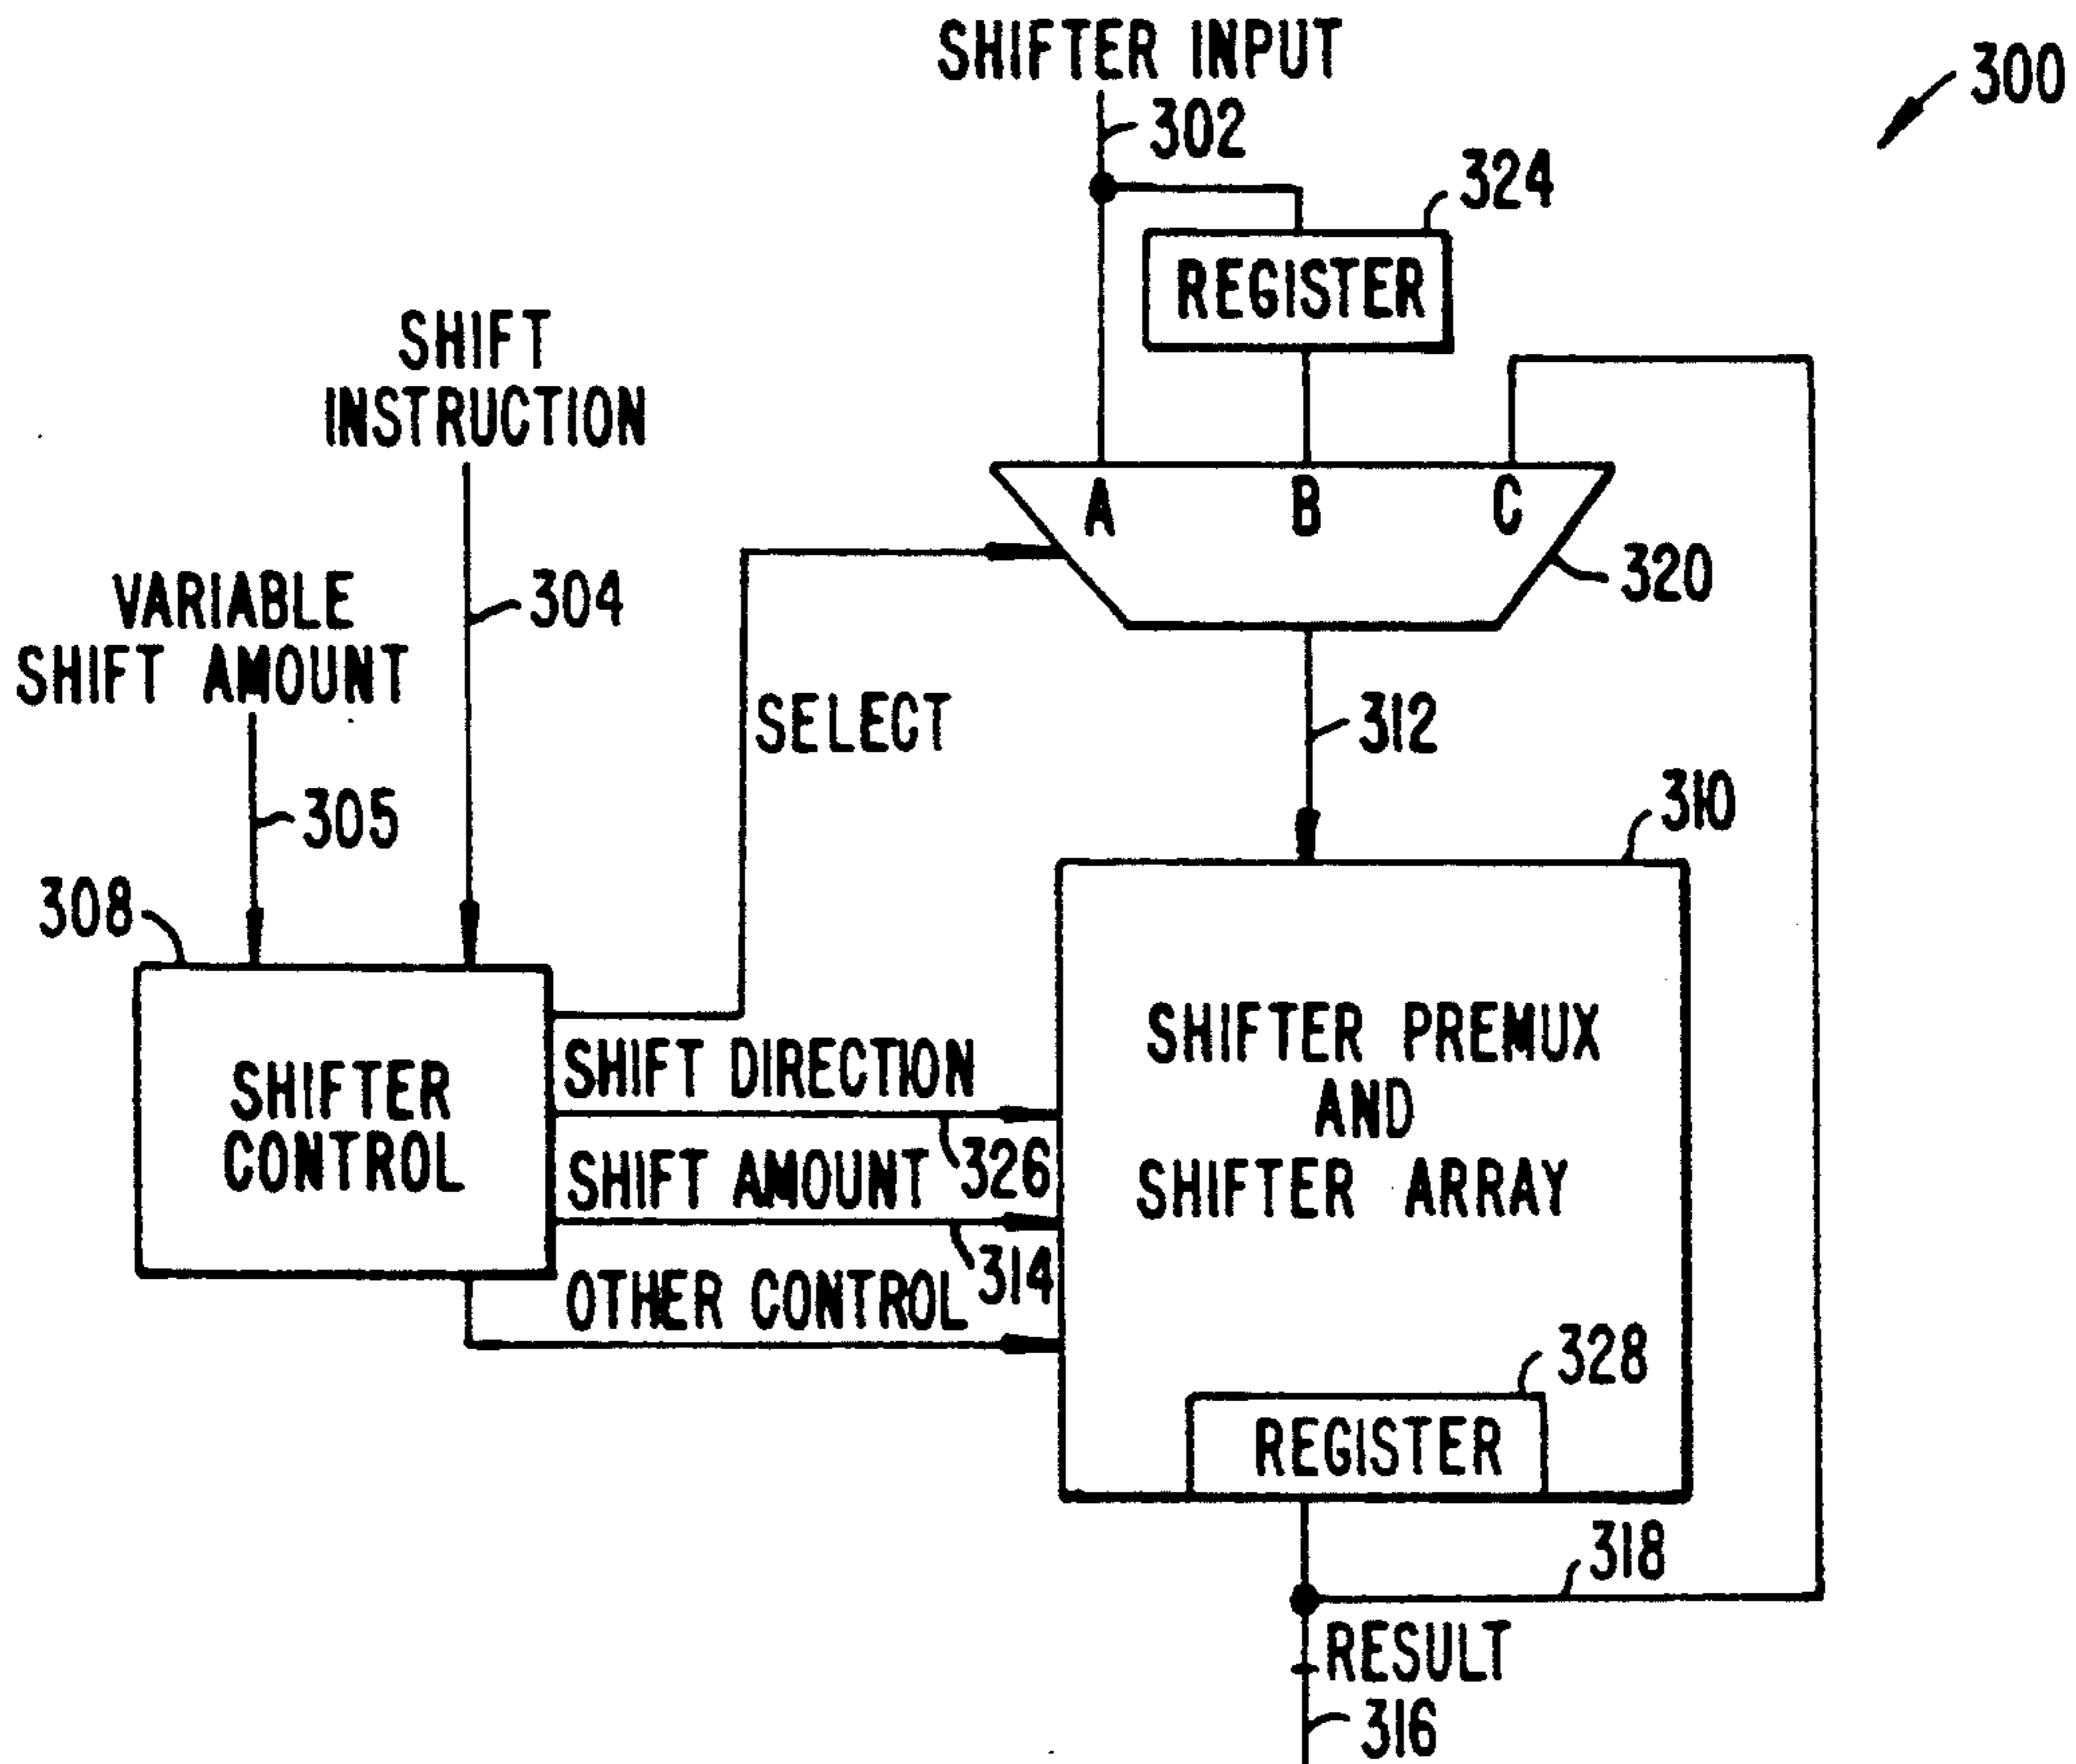 SHIFTER INPUT
300
302
324
REGISTER
SHIFT
INSTRUCTION
A B C
320
304
VARIABLE
SHIFT AMOUNT
SELECT
312
305
310
308
SHIFTER
CONTROL
SHIFT DIRECTION
326
SHIFT AMOUNT
314
OTHER CONTROL
SHIFTER PREMUX
AND
SHIFTER ARRAY
328
REGISTER
318
RESULT
316